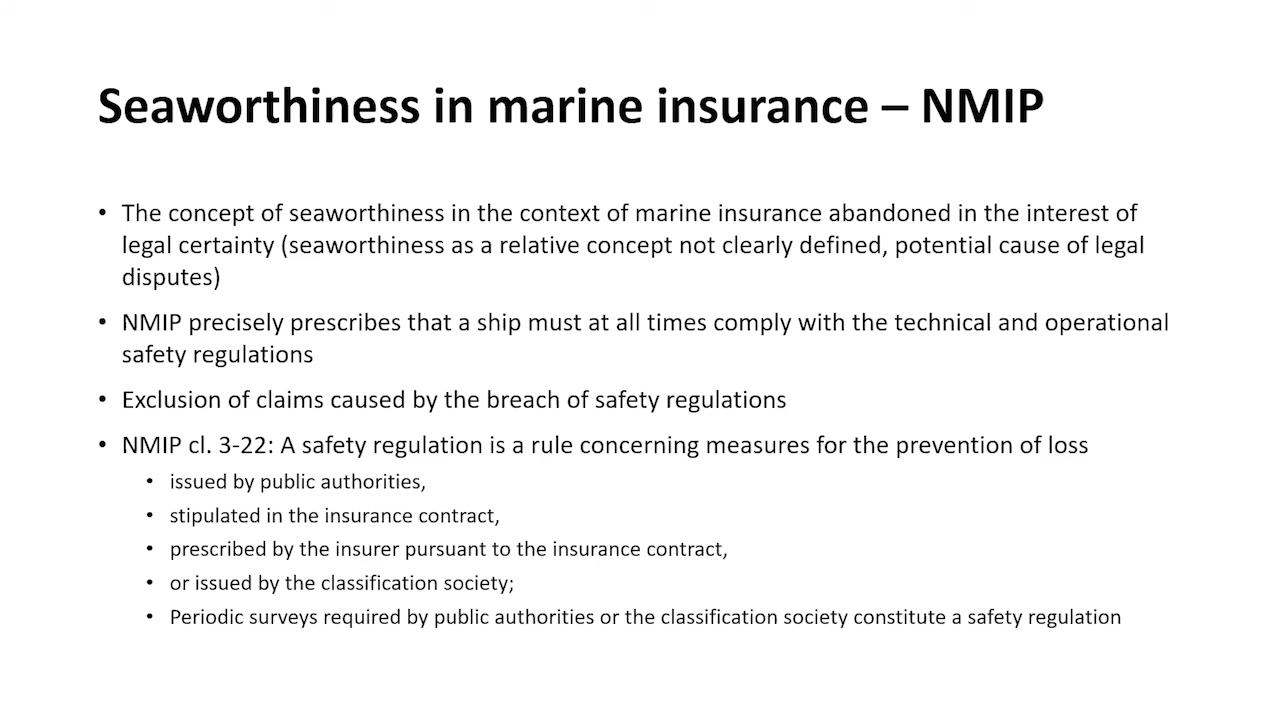 Seaworthiness in marine insurance – NMIP
• The concept of seaworthiness in the context of marine insurance abandoned in the interest of
legal certainty (seaworthiness as a relative concept not clearly defined, potential cause of legal
disputes)
• NMIP precisely prescribes that a ship must at all times comply with the technical and operational
safety regulations
• Exclusion of claims caused by the breach of safety regulations
• NMIP cl. 3-22: A safety regulation is a rule concerning measures for the prevention of loss
• issued by public authorities,
• stipulated in the insurance contract,
• prescribed by the insurer pursuant to the insurance contract,
• or issued by the classification society;
• Periodic surveys required by public authorities or the classification society constitute a safety regulation